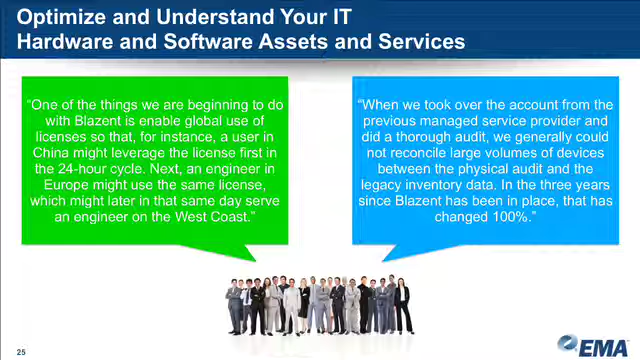 Optimize and Understand Your IT
Hardware and Software Assets and Services
“One of the things we are beginning to do
with Blazent is enable global use of
licenses so that, for instance, a user in
China might leverage the license first in
the 24-hour cycle. Next, an engineer in
Europe might use the same license,
which might later in that same day serve
an engineer on the West Coast.”
“When we took over the account from the
previous managed service provider and
did a thorough audit, we generally could
not reconcile large volumes of devices
between the physical audit and the
legacy inventory data. In the three years
since Blazent has been in place, that has
changed 100%.”
25
EMA